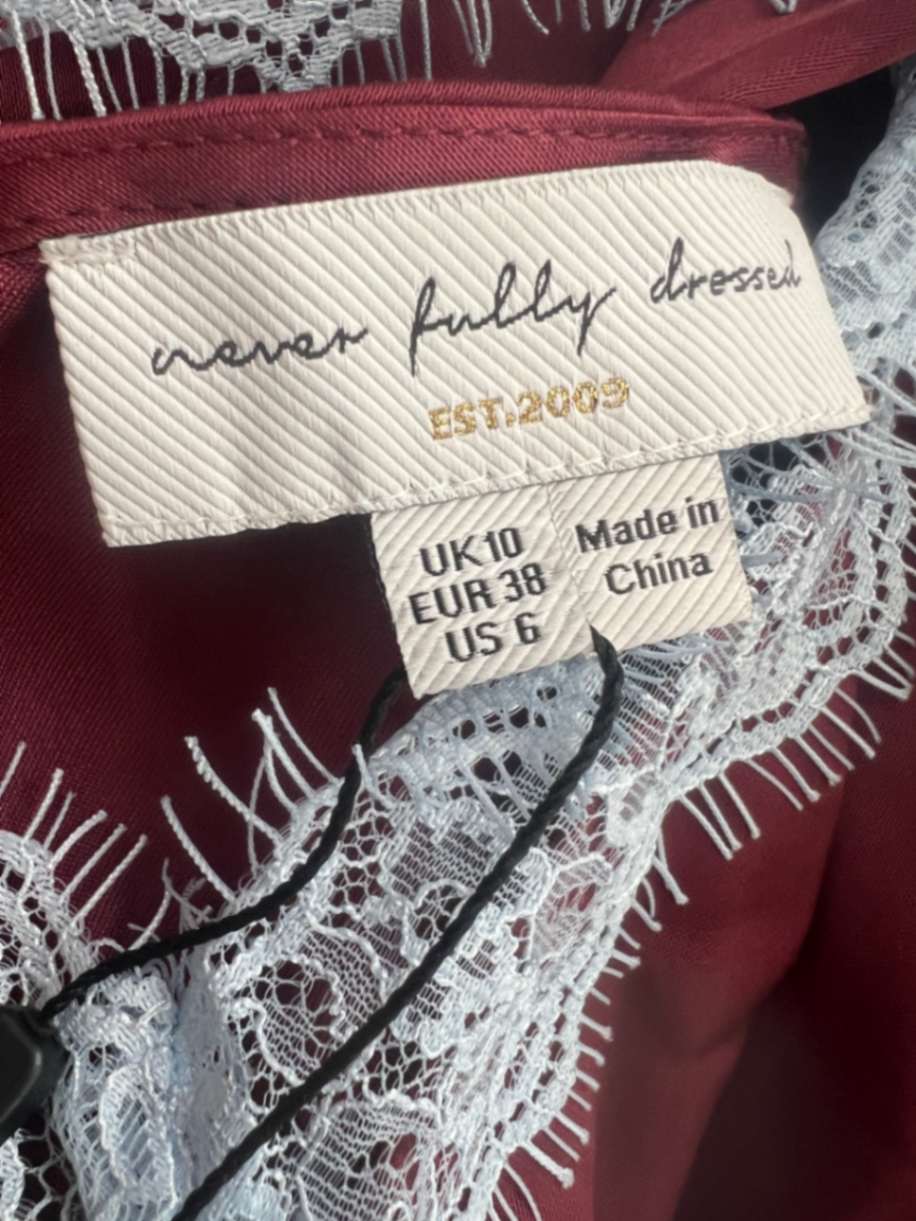 never fully dressed
EST.2009
UK10
EUR 38
US 6
Made in
China